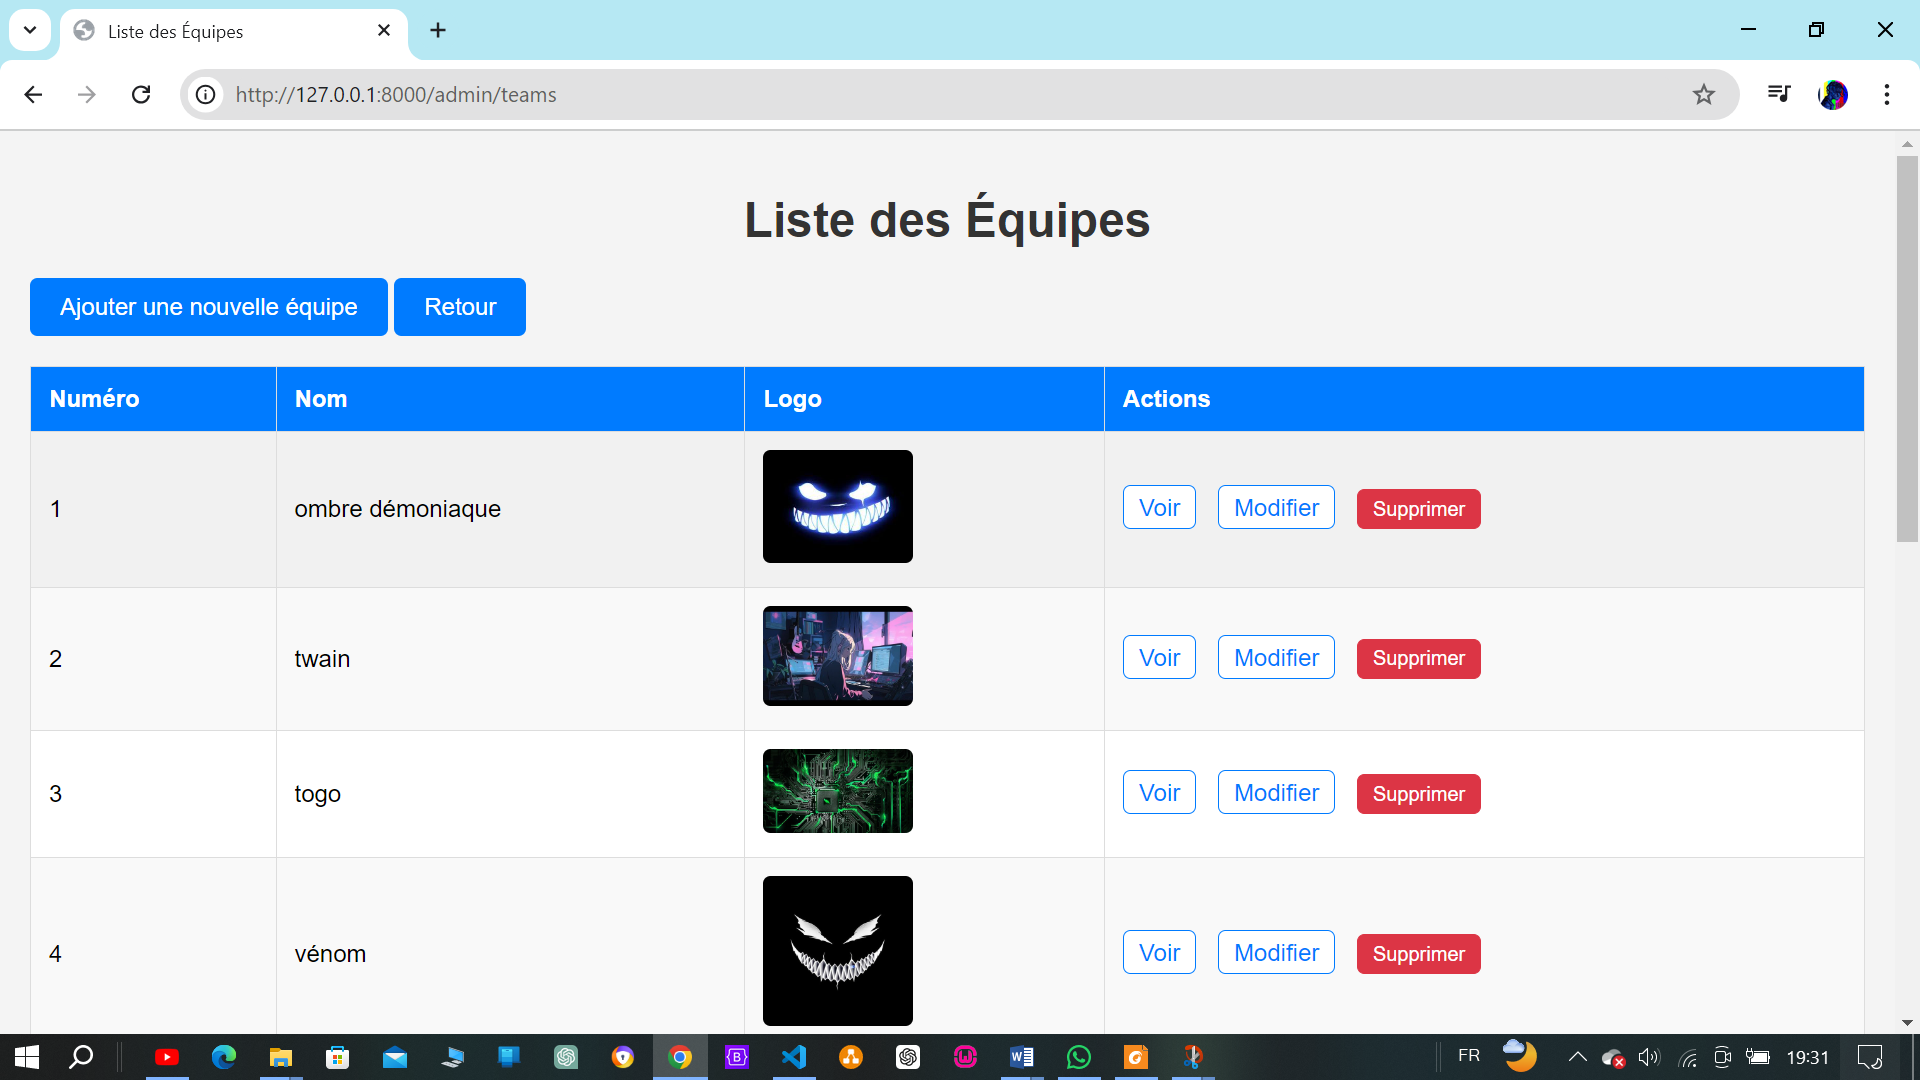 Liste des Équipes
http://127.0.0.1:8000/admin/teams
Liste des Équipes
Ajouter une nouvelle équipe
Retour
Numéro
Nom
Logo
Actions
1
ombre démoniaque
Voir
Modifier
Supprimer
2
twain
Voir
Modifier
Supprimer
3
togo
Voir
Modifier
Supprimer
4
vénom
Voir
Modifier
Supprimer
FR
19:31